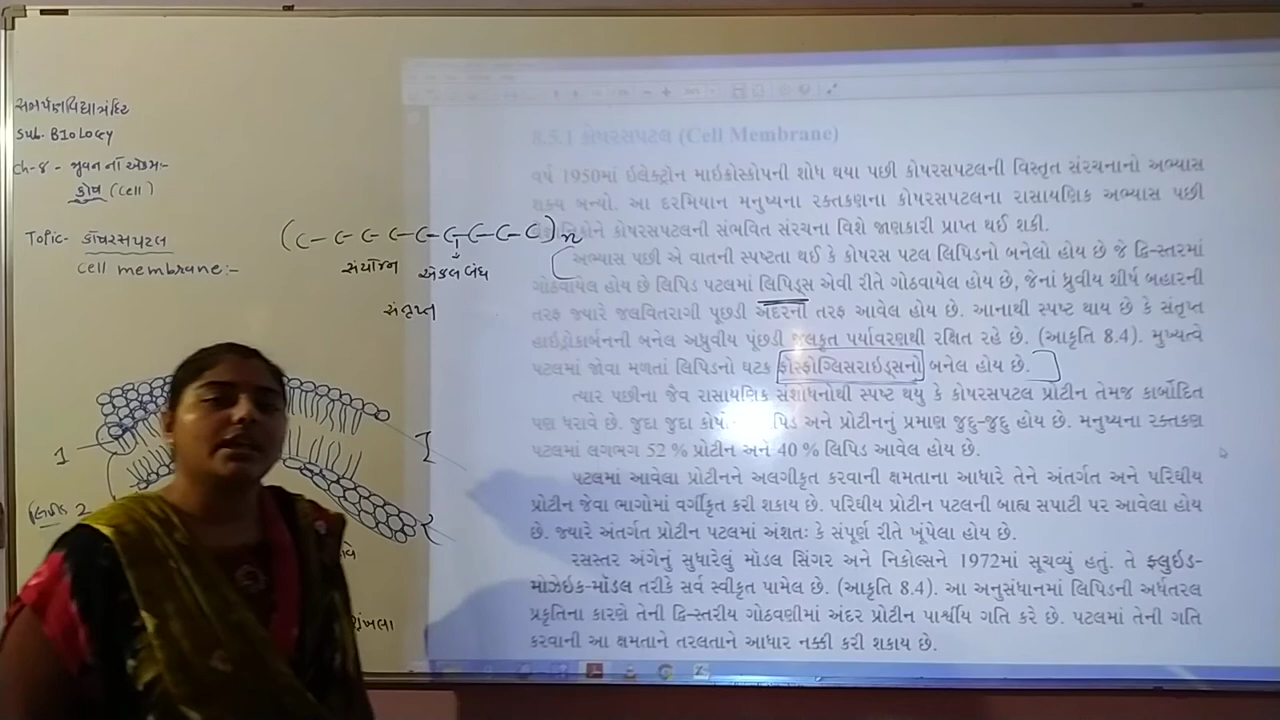 સમર્પણ વિદ્યામંદિર
Sub. BIology
Ch-8 - જીવનનો એકમ:-
કોષ (Cell)
Topic- કોષરસપટલ
cell membrane:-
(C- C- C- C- C- C- C- C- C)n
સંયોજન એકલ બંધ
સંતૃપ્ત
1
લિપિડ 2
8.5.1 કોષરસપટલ (Cell Membrane)
વર્ષ 1950માં ઇલેક્ટ્રૉન માઇક્રોસ્કોપની શોધ થયા પછી કોષરસપટલની વિસ્તૃત સંરચનાનો અભ્યાસ
શક્ય બન્યો. આ દરમિયાન મનુષ્યના રક્તકણના કોષરસપટલના રાસાયણિક અભ્યાસ પછી
કોષરસપટલની સંભવિત સંરચના વિશે જાણકારી પ્રાપ્ત થઈ શકી.
અભ્યાસ પછી એ વાતની સ્પષ્ટતા થઈ કે કોષરસ પટલ લિપિડનો બનેલો હોય છે જે દ્વિ-સ્તરમાં
ગોઠવાયેલ હોય છે લિપિડ પટલમાં લિપિડ્સ એવી રીતે ગોઠવાયેલ હોય છે, જેનાં ધ્રુવીય શીર્ષ બહારની
તરફ જ્યારે જલવિતરાગી પૂછડી અંદરની તરફ આવેલ હોય છે. આનાથી સ્પષ્ટ થાય છે કે સંતૃપ્ત
હાઇડ્રોકાર્બનની બનેલ અધ્રુવીય પૂંછડી જલકૃત પર્યાવરણથી રક્ષિત રહે છે. (આકૃતિ 8.4). મુખ્યત્વે
પટલમાં જોવા મળતાં લિપિડનો ઘટક ફોસ્ફોગ્લિસરાઇડ્સનો બનેલ હોય છે.
ત્યાર પછીના જૈવ રાસાયણિક સંશોધનોથી સ્પષ્ટ થયુ કે કોષરસપટલ પ્રોટીન તેમજ કાર્બોદિત
પણ ધરાવે છે. જુદા જુદા કોષ. પિડ અને પ્રોટીનનું પ્રમાણ જુદુ-જુદુ હોય છે. મનુષ્યના રક્તકણ
પટલમાં લગભગ 52 % પ્રોટીન અને 40 % લિપિડ આવેલ હોય છે.
પટલમાં આવેલા પ્રોટીનને અલગીકૃત કરવાની ક્ષમતાના આધારે તેને અંતર્ગત અને પરિઘીય
પ્રોટીન જેવા ભાગોમાં વર્ગીકૃત કરી શકાય છે. પરિઘીય પ્રોટીન પટલની બાહ્ય સપાટી પર આવેલા હોય
છે. જ્યારે અંતર્ગત પ્રોટીન પટલમાં અંશતઃ કે સંપૂર્ણ રીતે ખૂંપેલા હોય છે.
રસસ્તર અંગેનું સુધારેલું મૉડલ સિંગર અને નિકોલ્સને 1972માં સૂચવ્યું હતું. તે ફ્લુઇડ-
મોઝેઇક-મૉડલ તરીકે સર્વ સ્વીકૃત પામેલ છે. (આકૃતિ 8.4). આ અનુસંધાનમાં લિપિડની અર્ધતરલ
પ્રકૃતિના કારણે તેની દ્વિ-સ્તરીય ગોઠવણીમાં અંદર પ્રોટીન પાર્શ્વીય ગતિ કરે છે. પટલમાં તેની ગતિ
કરવાની આ ક્ષમતાને તરલતાને આધાર નક્કી કરી શકાય છે.